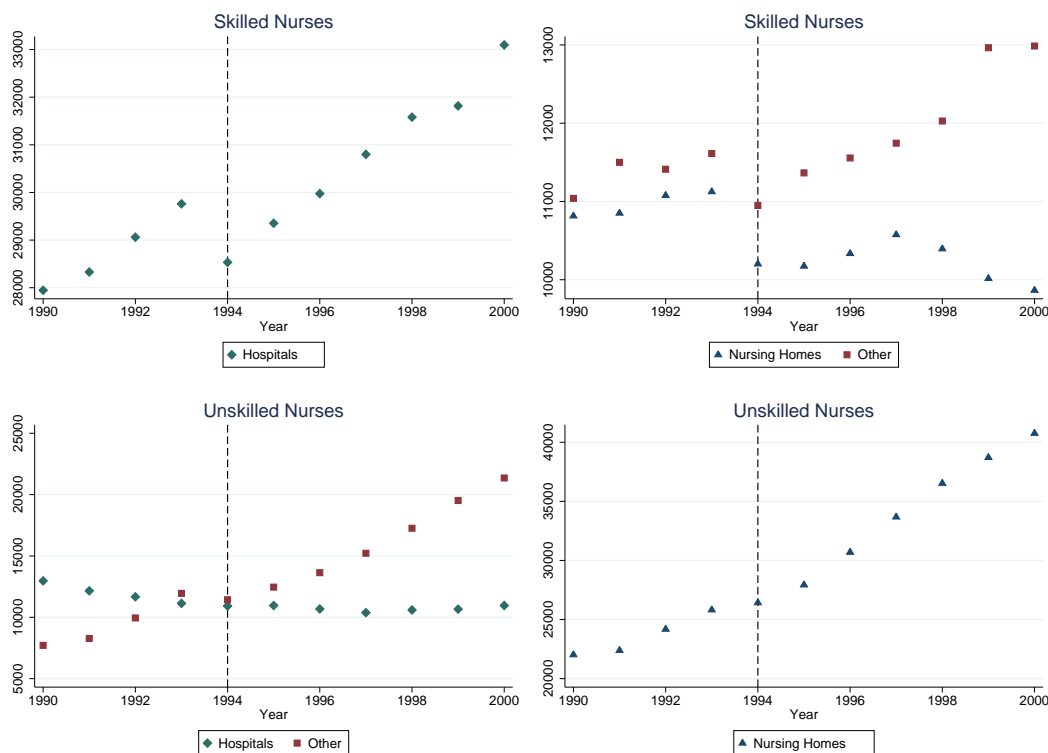 Skilled Nurses
33000
32000
31000
30000
29000
28000
1990 1992 1994 1996 1998 2000
Year
Hospitals
Skilled Nurses
13000
12000
11000
10000
1990 1992 1994 1996 1998 2000
Year
Nursing Homes Other
Unskilled Nurses
25000
20000
15000
10000
5000
1990 1992 1994 1996 1998 2000
Year
Hospitals Other
Unskilled Nurses
40000
35000
30000
25000
20000
1990 1992 1994 1996 1998 2000
Year
Nursing Homes